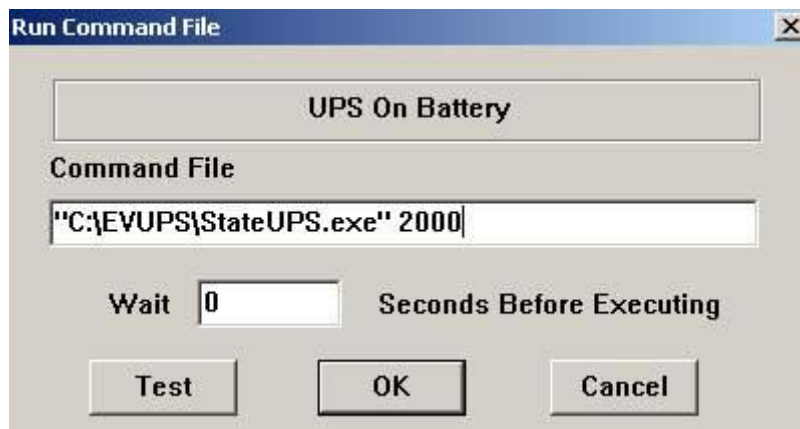 Run Command File
UPS On Battery
Command File
"C:\EVUPS\StateUPS.exe" 2000
Wait 0 Seconds Before Executing
Test OK Cancel